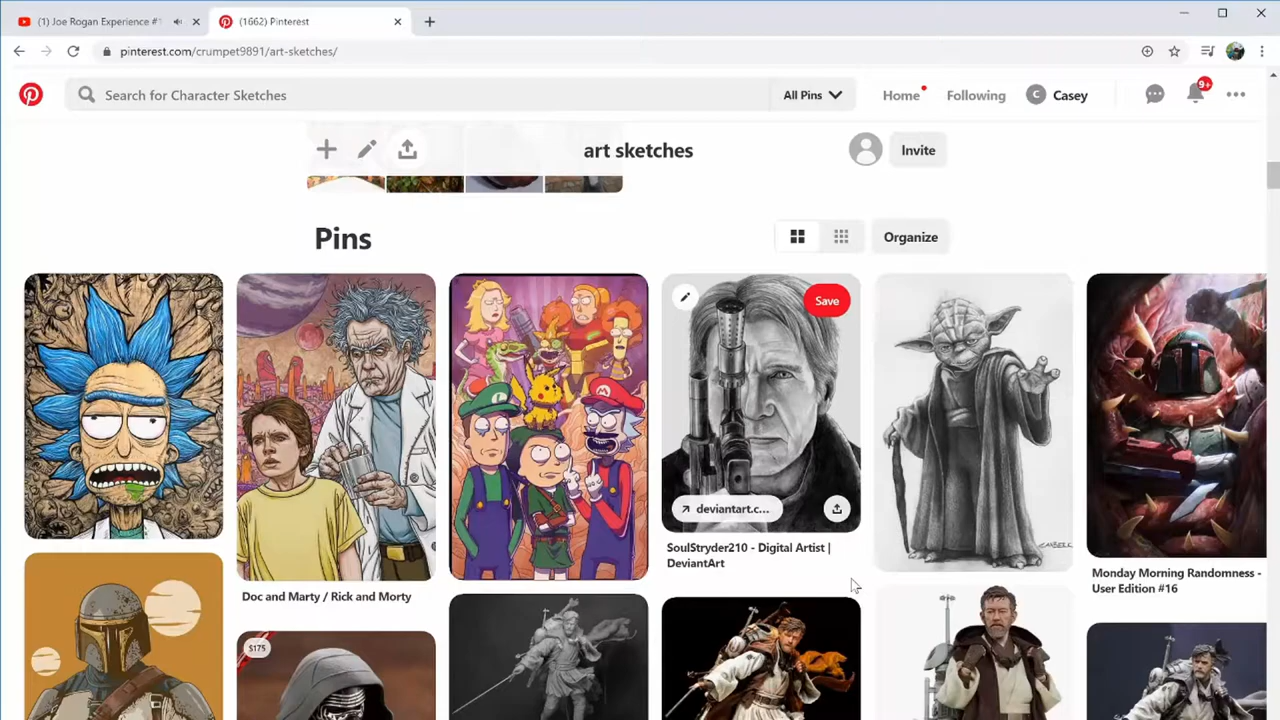 (1) Joe Rogan Experience #1
(1662) Pinterest
pinterest.com/crumpet9891/art-sketches/
Search for Character Sketches
All Pins
Home
Following
C
Casey
9+
art sketches
Invite
Pins
Organize
Save
deviantart.c...
SoulStryder210 - Digital Artist |
DeviantArt
Doc and Marty / Rick and Morty
Monday Morning Randomness -
User Edition #16
$175